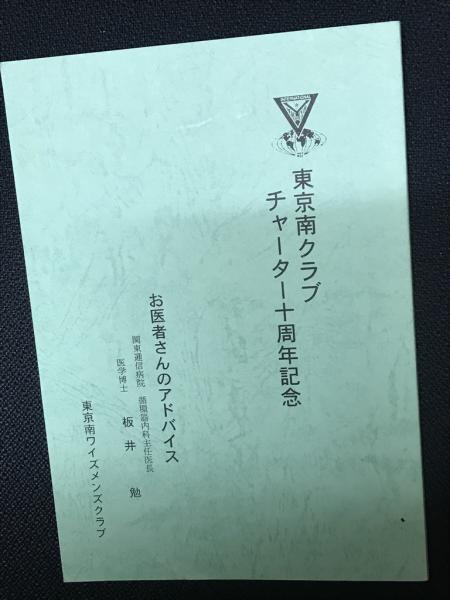 INTERNATIONAL
東京南クラブ
チャーター十周年記念
お医者さんのアドバイス
関東逓信病院 循環器内科主任医長
医学博士 板井 勉
東京南ワイズメンズクラブ